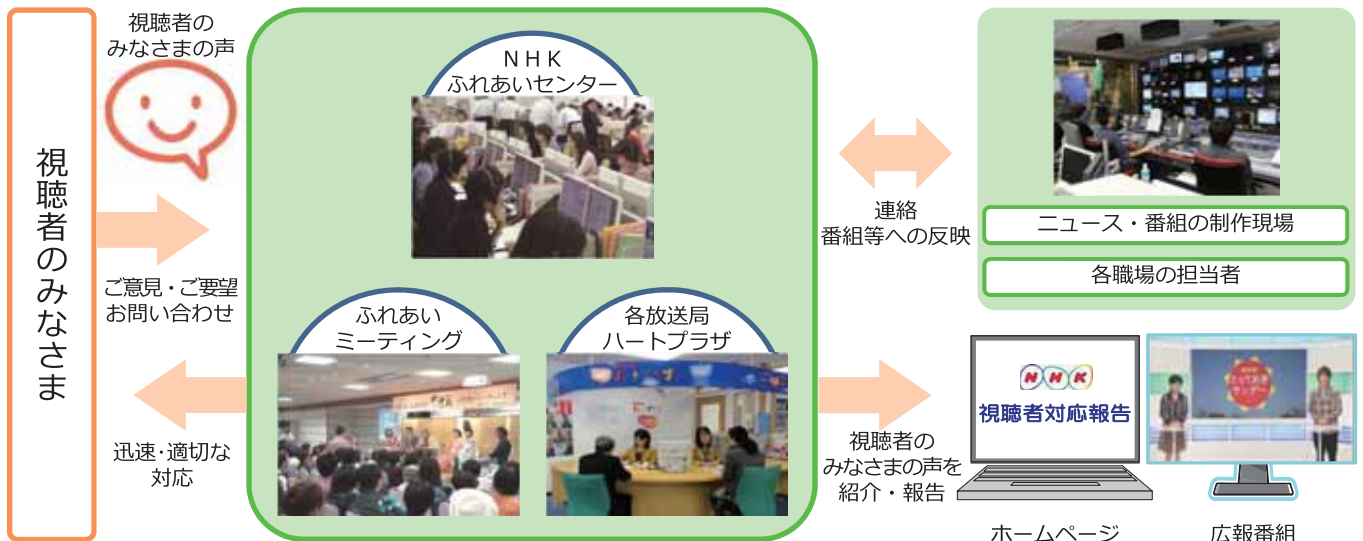 視聴者のみなさま
視聴者の
みなさまの声
ご意見・ご要望
お問い合わせ
迅速・適切な
対応
ＮＨＫ
ふれあいセンター
ふれあい
ミーティング
各放送局
ハートプラザ
連絡
番組等への反映
ニュース・番組の制作現場
各職場の担当者
視聴者の
みなさまの声を
紹介・報告
NHK
視聴者対応報告
ホームページ
広報番組